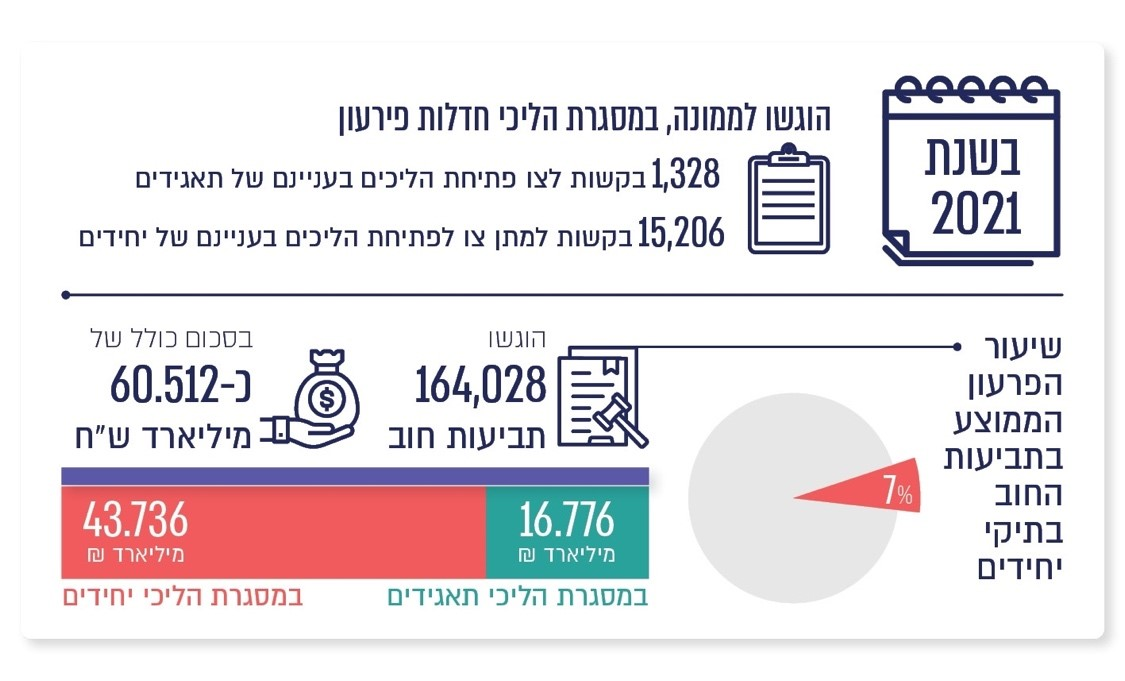 בשנת
2021
הוגשו לממונה, במסגרת הליכי חדלות פירעון
1,328 בקשות לצו פתיחת הליכים בעניינם של תאגידים
15,206 בקשות למתן צו לפתיחת הליכים בעניינם של יחידים
שיעור
הפרעון
הממוצע
בתביעות
החוב
בתיקי
יחידים
7%
הוגשו
164,028
תביעות חוב
בסכום כולל של
כ-60.512
מיליארד ש"ח
$
16.776
מיליארד ₪
במסגרת הליכי תאגידים
43.736
מיליארד ₪
במסגרת הליכי יחידים